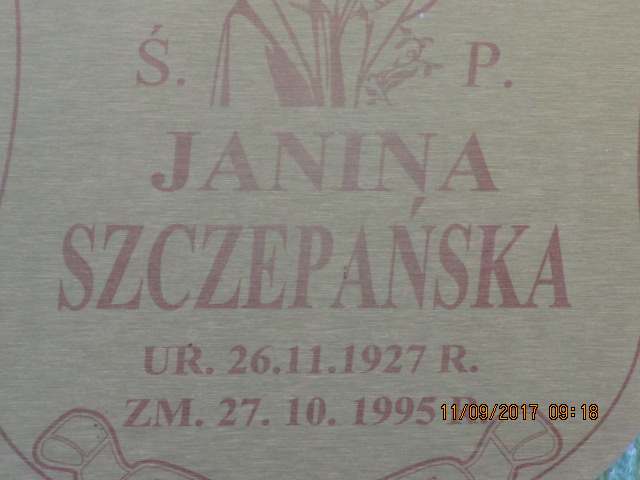 Ś. P.
JANINA
SZCZEPAŃSKA
UR. 26.11.1927 R.
ZM. 27. 10. 1995 R.
11/09/2017 09:18